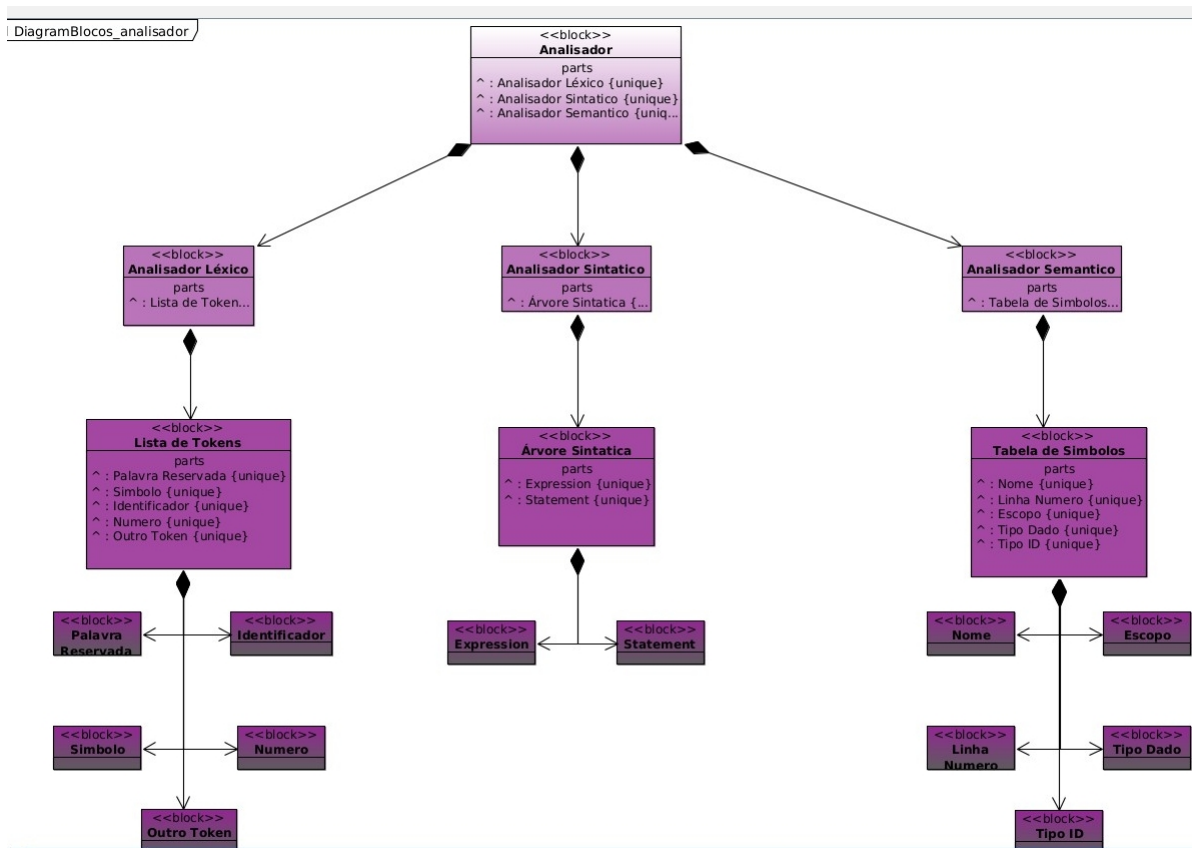 DiagramBlocos_analisador
<<block>>
Analisador
parts
^ : Analisador Léxico {unique}
^ : Analisador Sintatico {unique}
^ : Analisador Semantico {uniq...
<<block>>
Analisador Léxico
parts
^ : Lista de Token...
<<block>>
Analisador Sintatico
parts
^ : Árvore Sintatica {...
<<block>>
Analisador Semantico
parts
^ : Tabela de Simbolos...
<<block>>
Lista de Tokens
parts
^ : Palavra Reservada {unique}
^ : Simbolo {unique}
^ : Identificador {unique}
^ : Numero {unique}
^ : Outro Token {unique}
<<block>>
Árvore Sintatica
parts
^ : Expression {unique}
^ : Statement {unique}
<<block>>
Tabela de Simbolos
parts
^ : Nome {unique}
^ : Linha Numero {unique}
^ : Escopo {unique}
^ : Tipo Dado {unique}
^ : Tipo ID {unique}
<<block>>
Palavra
Reservada
<<block>>
Identificador
<<block>>
Expression
<<block>>
Statement
<<block>>
Nome
<<block>>
Escopo
<<block>>
Simbolo
<<block>>
Numero
<<block>>
Linha
Numero
<<block>>
Tipo Dado
<<block>>
Outro Token
<<block>>
Tipo ID